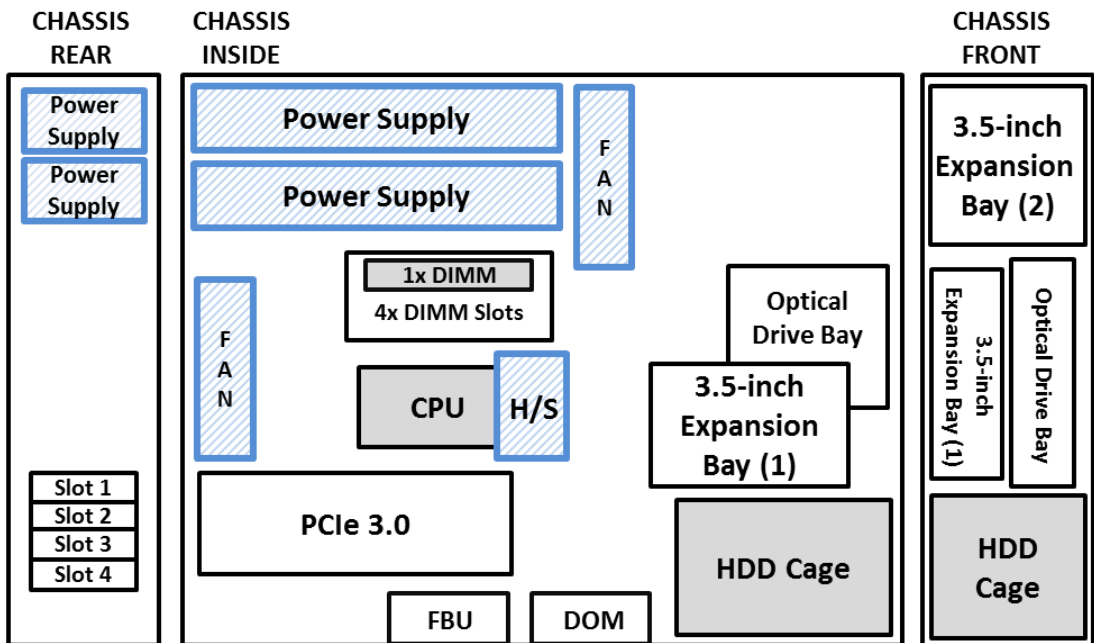 CHASSIS
REAR
Power
Supply
Power
Supply
Slot 1
Slot 2
Slot 3
Slot 4
CHASSIS
INSIDE
Power Supply
Power Supply
F
A
N
1x DIMM
4x DIMM Slots
F
A
N
CPU
H/S
Optical
Drive Bay
3.5-inch
Expansion
Bay (1)
PCIe 3.0
HDD Cage
FBU
DOM
CHASSIS
FRONT
3.5-inch
Expansion
Bay (2)
3.5-inch
Expansion Bay (1)
Optical Drive Bay
HDD
Cage